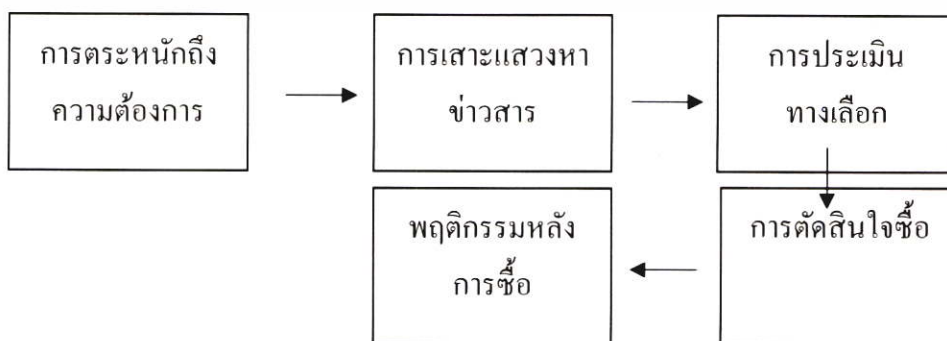 การตระหนักถึง
ความต้องการ
การเสาะแสวงหา
ข่าวสาร
การประเมิน
ทางเลือก
การตัดสินใจซื้อ
พฤติกรรมหลัง
การซื้อ